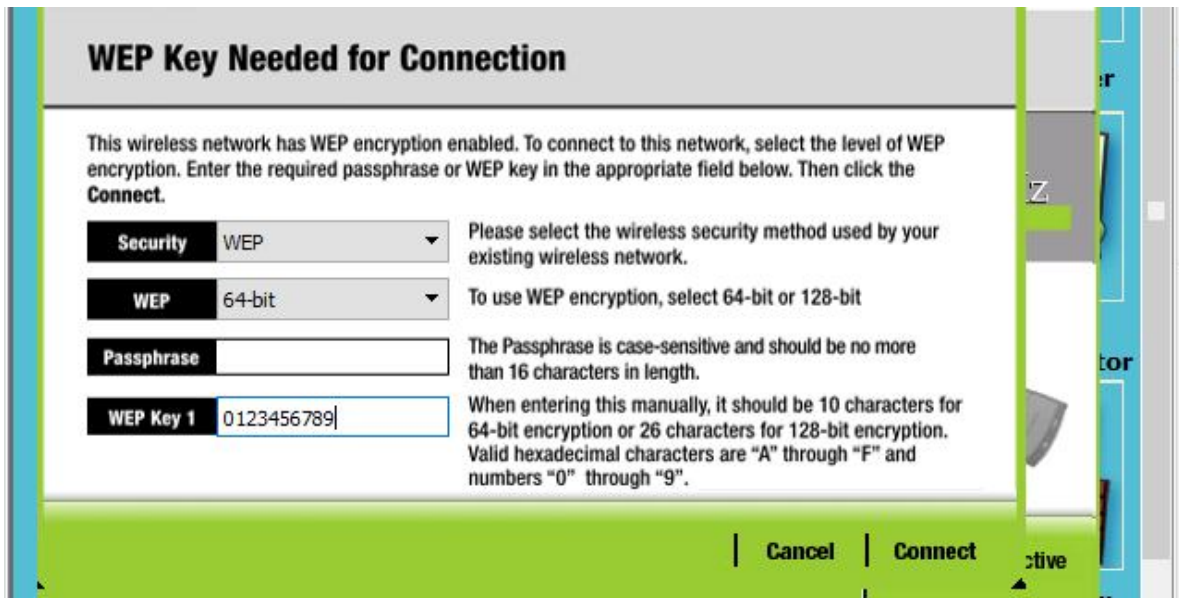 WEP Key Needed for Connection
er
This wireless network has WEP encryption enabled. To connect to this network, select the level of WEP
encryption. Enter the required passphrase or WEP key in the appropriate field below. Then click the
Connect.
Security WEP
Please select the wireless security method used by your
existing wireless network.
WEP 64-bit
To use WEP encryption, select 64-bit or 128-bit
Passphrase
The Passphrase is case-sensitive and should be no more
than 16 characters in length.
tor
WEP Key 1 0123456789
When entering this manually, it should be 10 characters for
64-bit encryption or 26 characters for 128-bit encryption.
Valid hexadecimal characters are “A” through “F” and
numbers “0” through “9”.
Cancel Connect
ctive